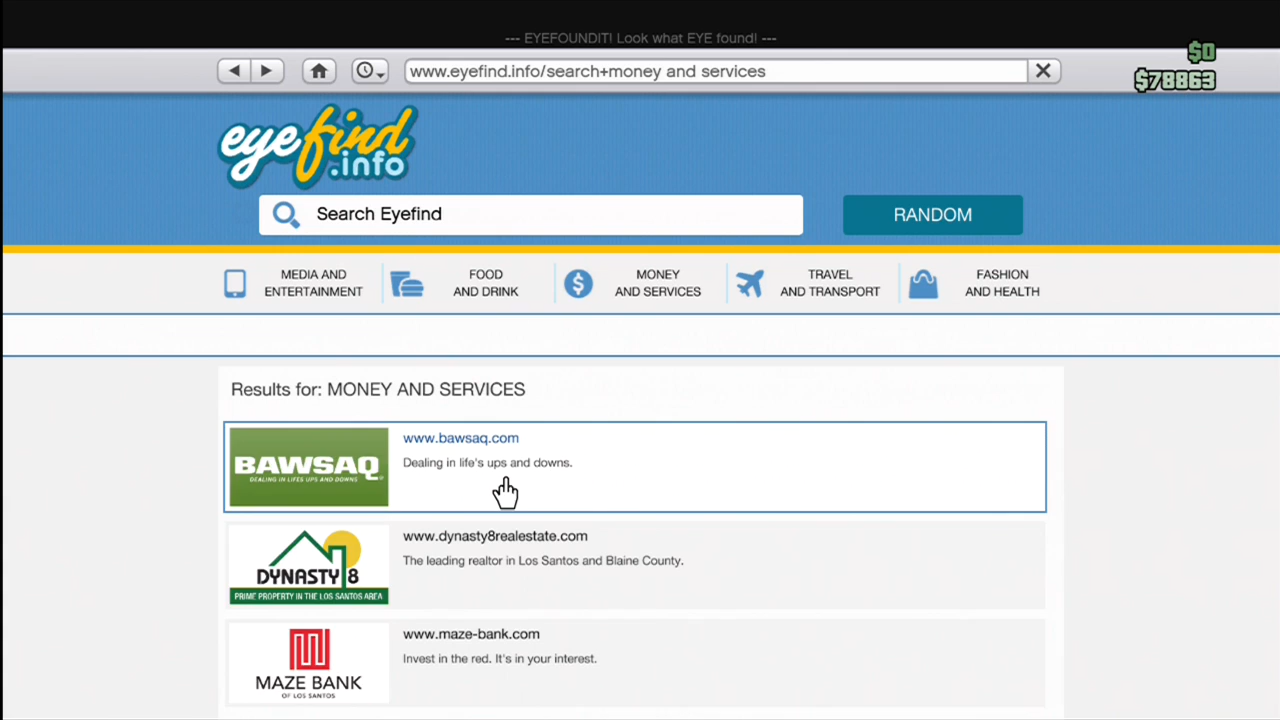 --- EYEFOUNDIT! Look what EYE found! ---
$0
www.eyefind.info/search+money and services
$78863
eyefind
.info
Search Eyefind
RANDOM
MEDIA AND
ENTERTAINMENT
FOOD
AND DRINK
MONEY
AND SERVICES
TRAVEL
AND TRANSPORT
FASHION
AND HEALTH
Results for: MONEY AND SERVICES
BAWSAQ
DEALING IN LIFES UPS AND DOWNS
www.bawsaq.com
Dealing in life's ups and downs.
DYNASTY 8
PRIME PROPERTY IN THE LOS SANTOS AREA
www.dynasty8realestate.com
The leading realtor in Los Santos and Blaine County.
MAZE BANK
OF LOS SANTOS
www.maze-bank.com
Invest in the red. It's in your interest.